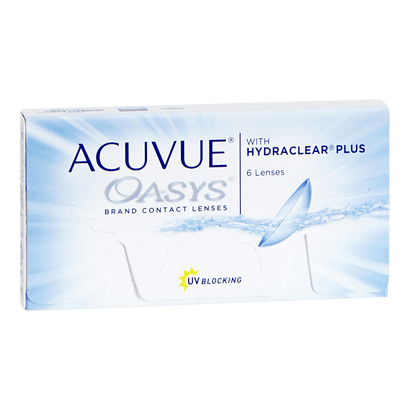 ACUVUE®
OASYS®
BRAND CONTACT LENSES
WITH
HYDRACLEAR® PLUS
6 Lenses
UV BLOCKING